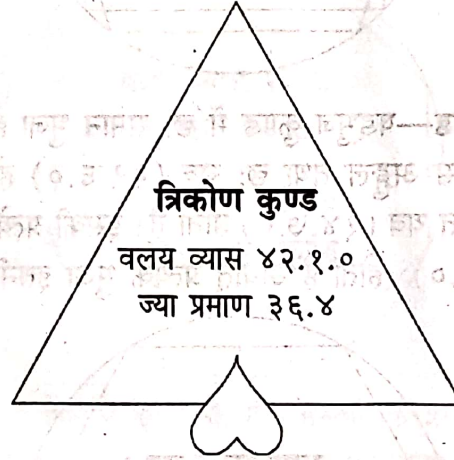 त्रिकोण कुण्ड
वलय व्यास ४२.१.०
ज्या प्रमाण ३६.४